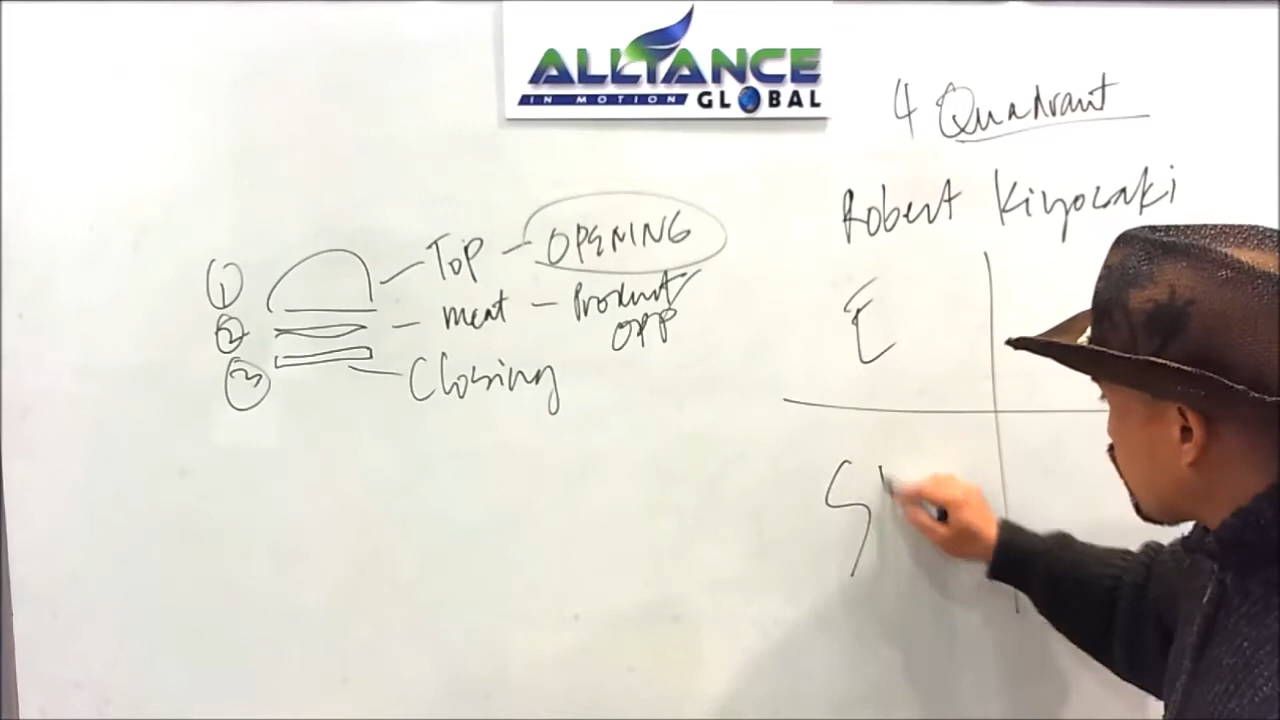 ALLIANCE
IN MOTION GLOBAL
4 Quadrant
Robert Kiyosaki
① Top - OPENING
② meat - Product
OPP
③ Closing
E
S